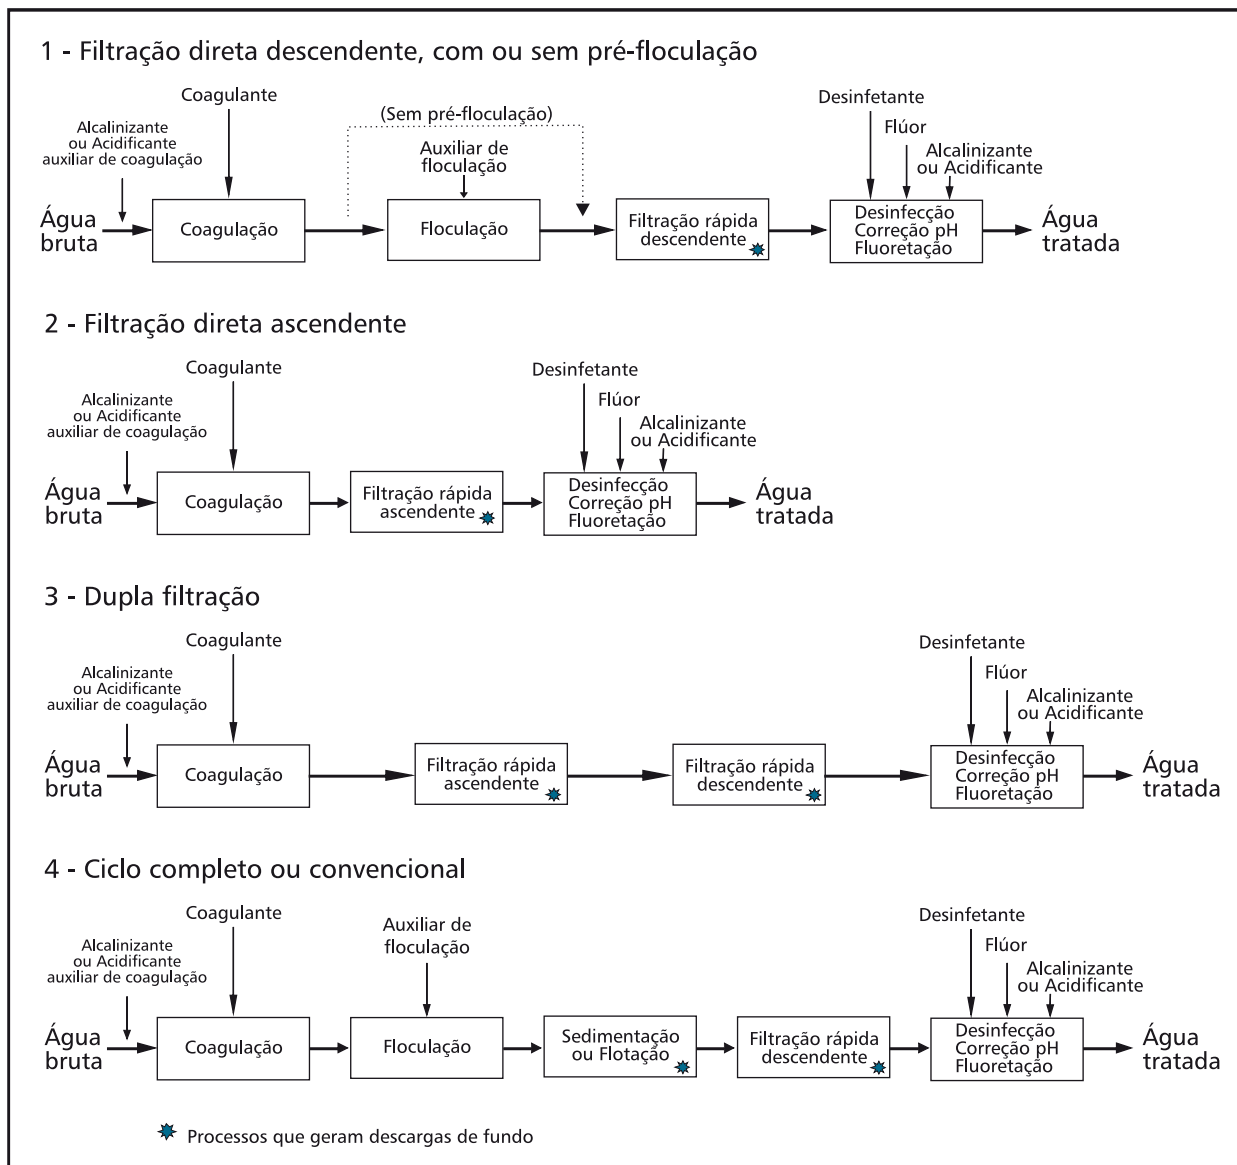 1 - Filtração direta descendente, com ou sem pré-floculação
Coagulante
(Sem pré-floculação)
Desinfetante
Alcalinizante
ou Acidificante
auxiliar de coagulação
Auxiliar de
floculação
Flúor
Alcalinizante
ou Acidificante
Água
bruta
Coagulação
Floculação
Filtração rápida
descendente
Desinfecção
Correção pH
Fluoretação
Água
tratada
2 - Filtração direta ascendente
Coagulante
Desinfetante
Alcalinizante
ou Acidificante
auxiliar de coagulação
Flúor
Alcalinizante
ou Acidificante
Água
bruta
Coagulação
Filtração rápida
ascendente
Desinfecção
Correção pH
Fluoretação
Água
tratada
3 - Dupla filtração
Coagulante
Desinfetante
Alcalinizante
ou Acidificante
auxiliar de coagulação
Flúor
Alcalinizante
ou Acidificante
Água
bruta
Coagulação
Filtração rápida
ascendente
Filtração rápida
descendente
Desinfecção
Correção pH
Fluoretação
Água
tratada
4 - Ciclo completo ou convencional
Coagulante
Auxiliar de
floculação
Desinfetante
Alcalinizante
ou Acidificante
auxiliar de coagulação
Flúor
Alcalinizante
ou Acidificante
Água
bruta
Coagulação
Floculação
Sedimentação
ou Flotação
Filtração rápida
descendente
Desinfecção
Correção pH
Fluoretação
Água
tratada
Processos que geram descargas de fundo